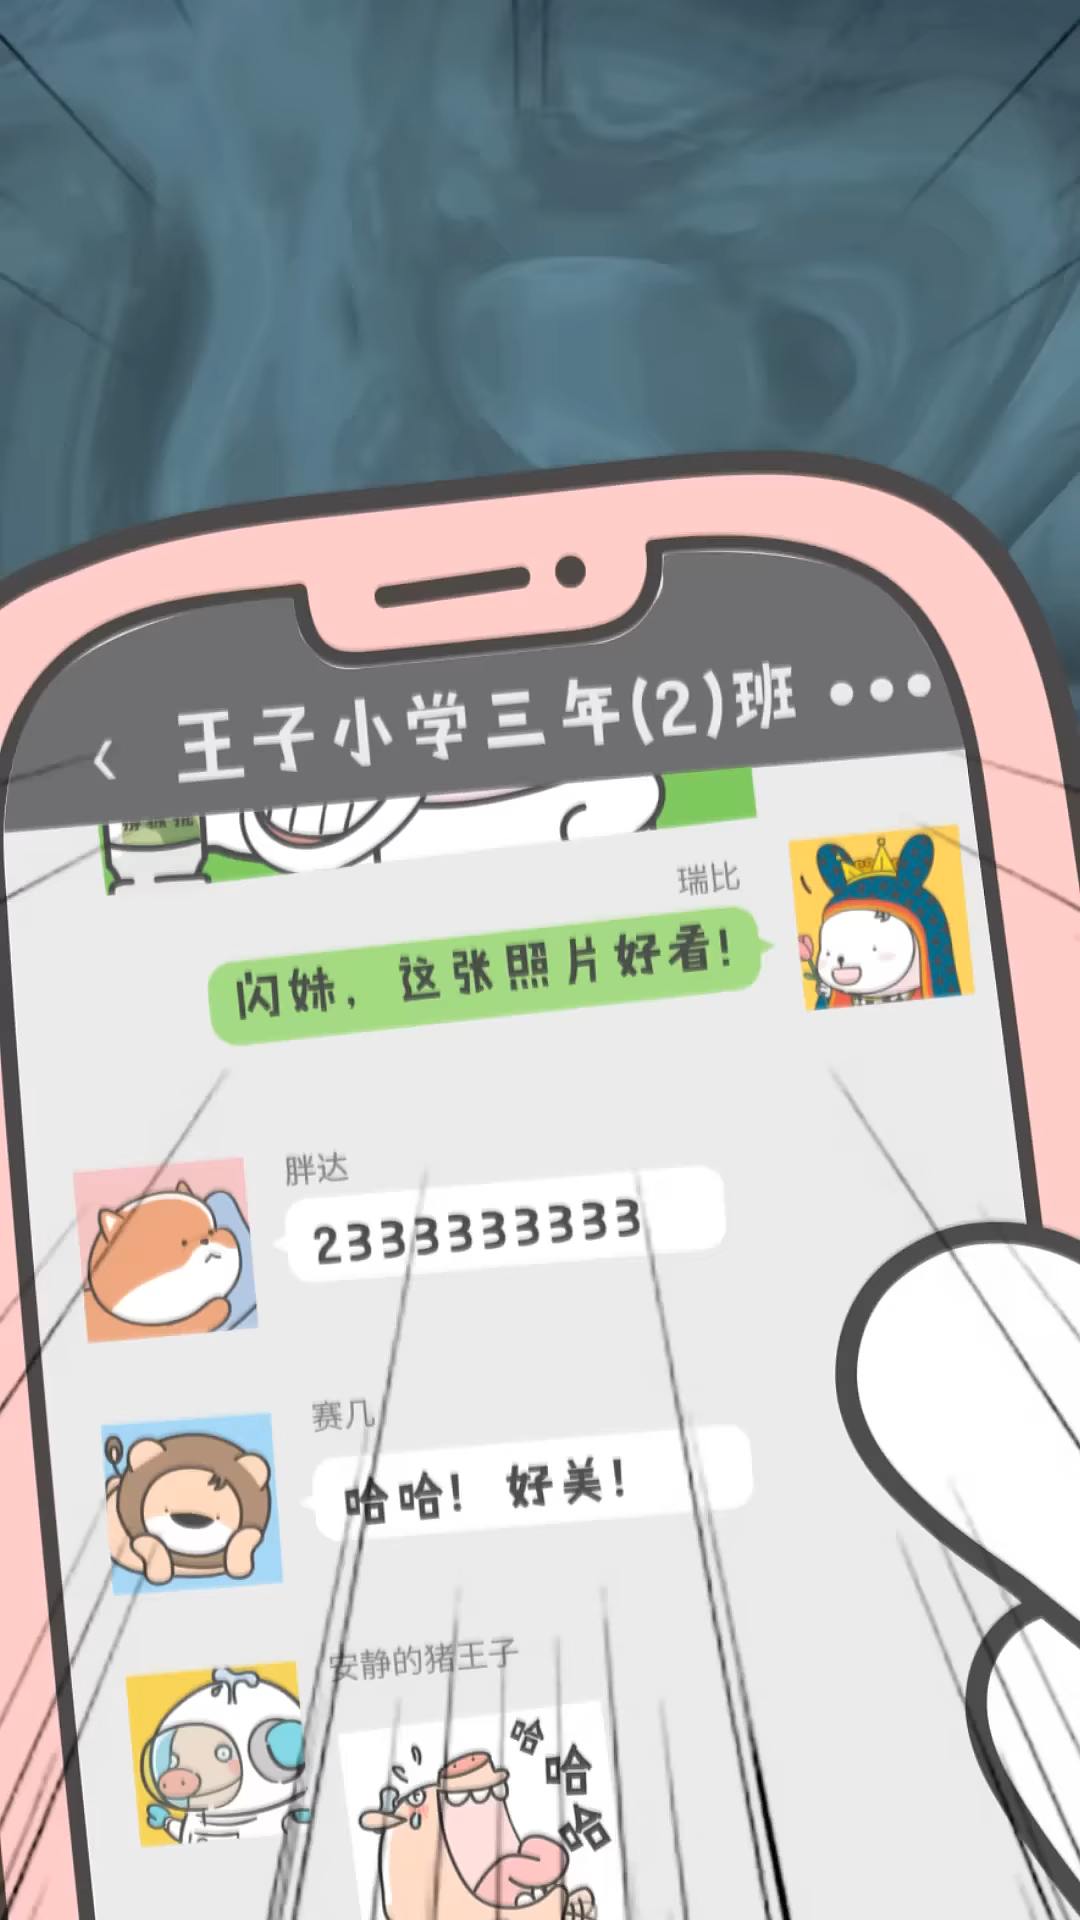 王子小学三年(2)班
瑞比
闪妹，这张照片好看!
胖达
2333333333
赛几
哈哈! 好美!
安静的猪王子
哈
哈
哈